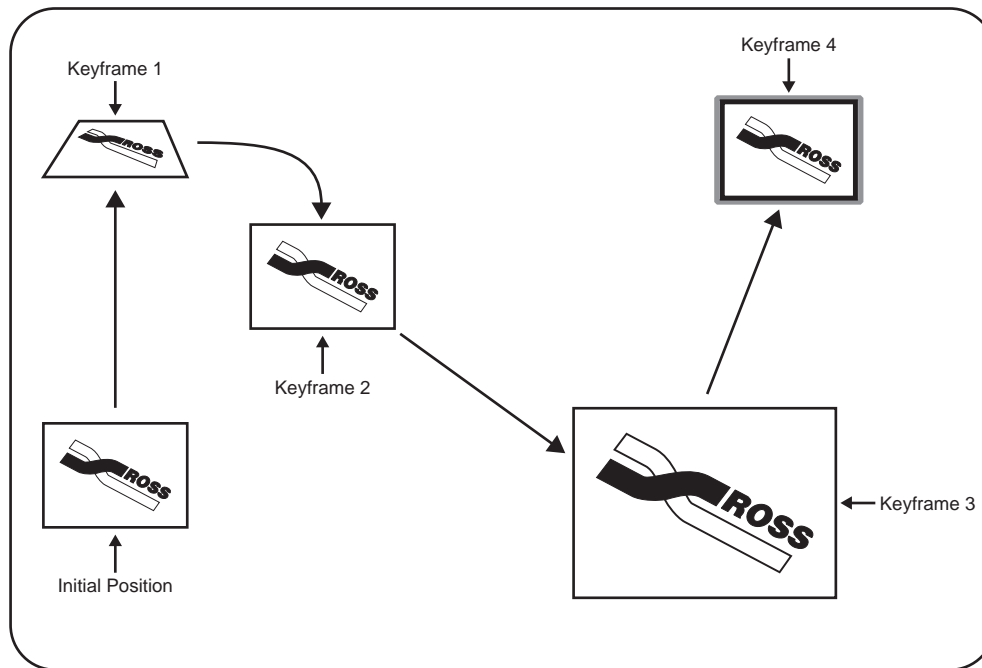 Keyframe 4
Keyframe 1
ROSS
ROSS
ROSS
Keyframe 2
ROSS
ROSS
Keyframe 3
Initial Position